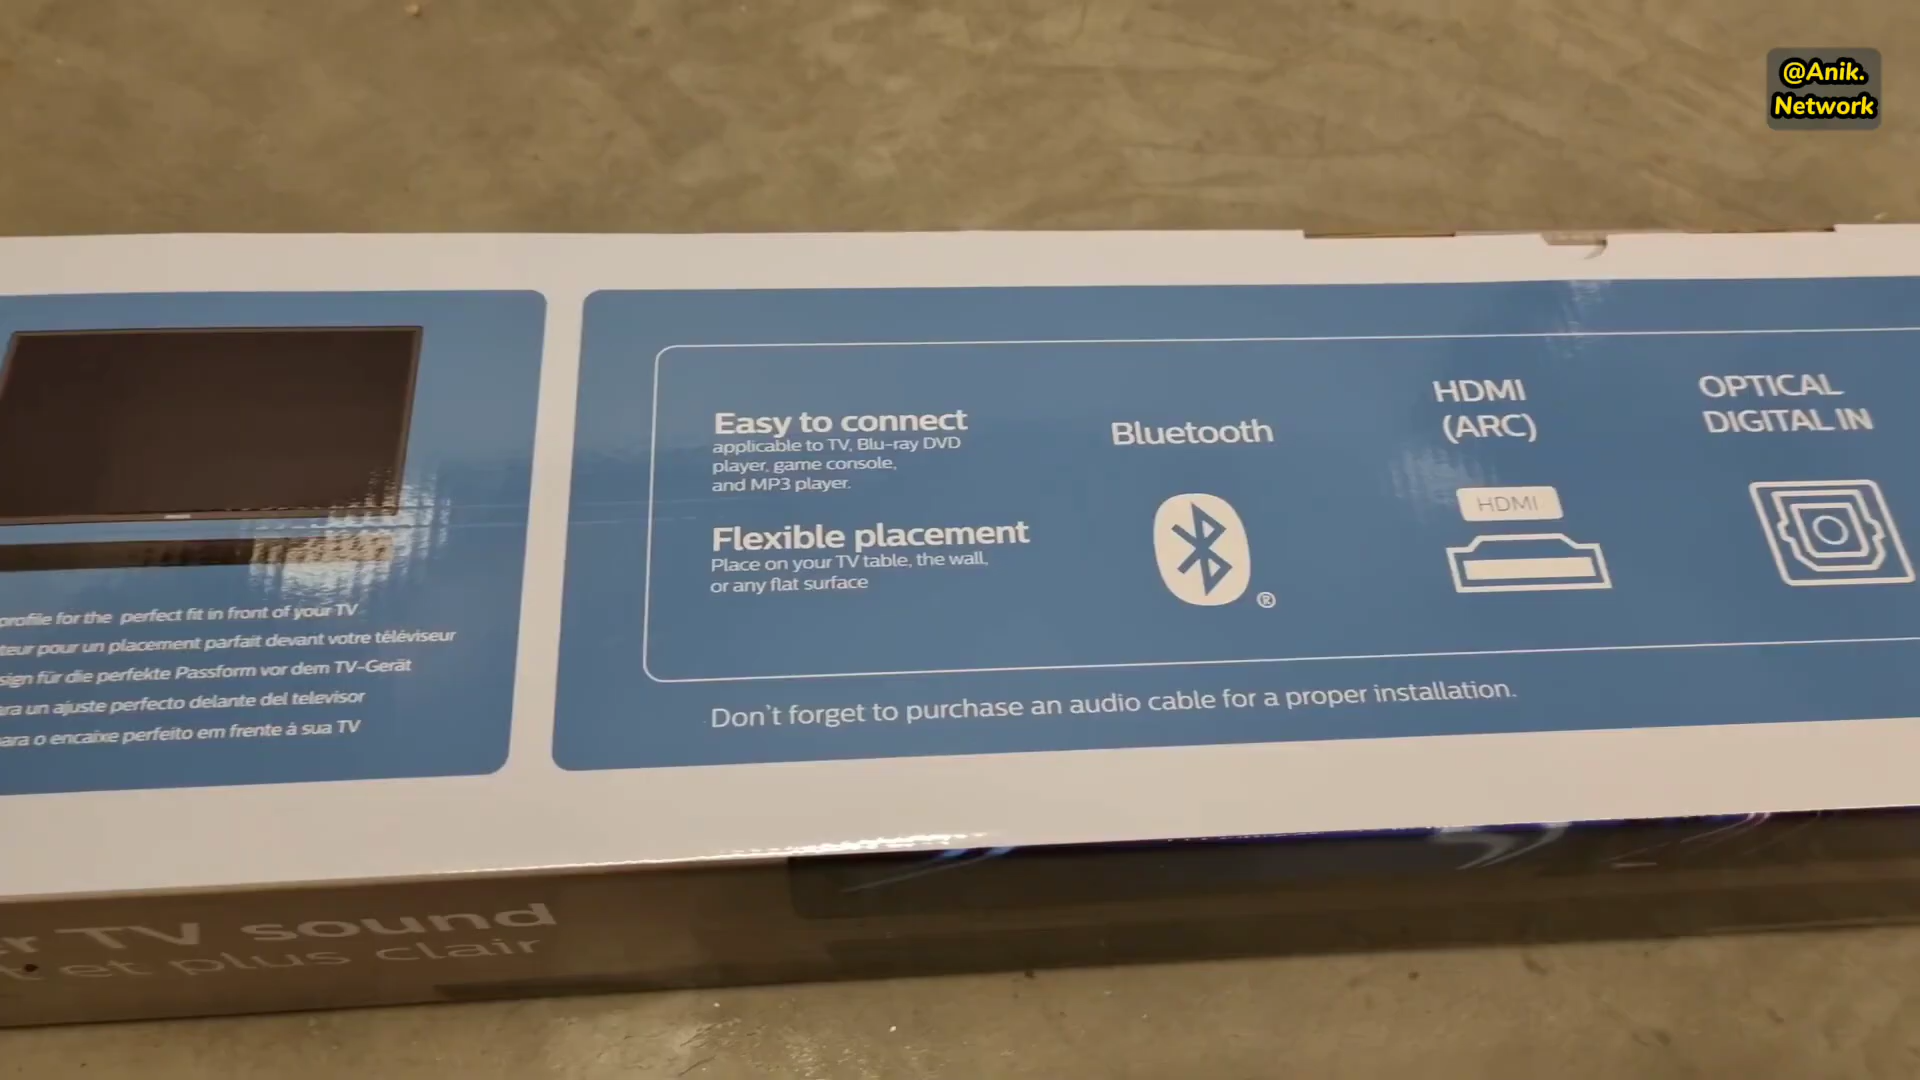 @Anik.
Network
profile for the perfect fit in front of your TV
pour un placement parfait devant votre téléviseur
für die perfekte Passform vor dem TV-Gerät
un ajuste perfecto delante del televisor
o encaixe perfeito em frente à sua TV
Easy to connect
applicable to TV, Blu-ray DVD
player, game console,
and MP3 player.
Flexible placement
Place on your TV table, the wall,
or any flat surface
Bluetooth
®
HDMI
(ARC)
HDMI
OPTICAL
DIGITAL IN
Don't forget to purchase an audio cable for a proper installation.
TV sound
et plus clair